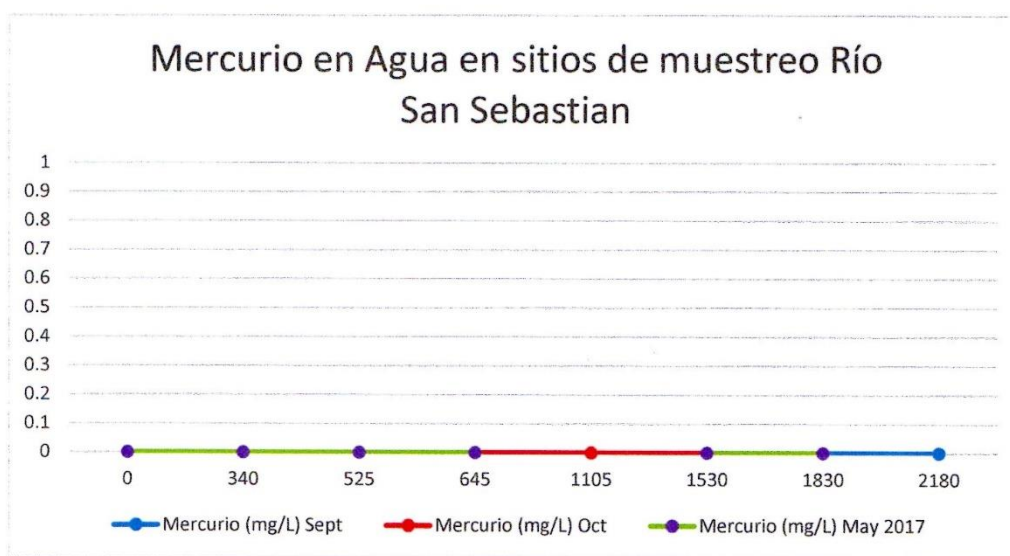 Mercurio en Agua en sitios de muestreo Río
San Sebastian
1
0.9
0.8
0.7
0.6
0.5
0.4
0.3
0.2
0.1
0
0 340 525 645 1105 1530 1830 2180
Mercurio (mg/L) Sept Mercurio (mg/L) Oct Mercurio (mg/L) May 2017